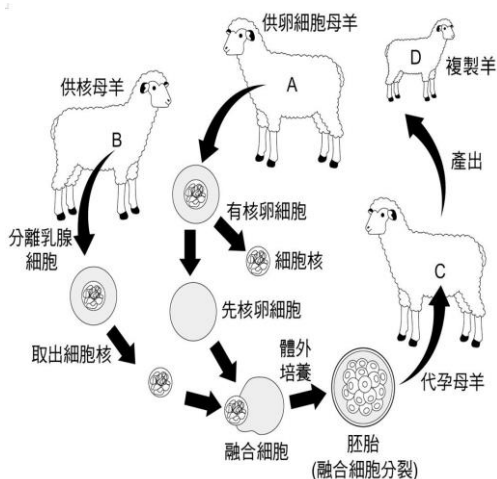 供卵細胞母羊
A
D
複製羊
供核母羊
B
產出
有核卵細胞
分離乳腺
細胞
細胞核
C
先核卵細胞
取出細胞核
體外
培養
代孕母羊
融合細胞
胚胎
(融合細胞分裂)